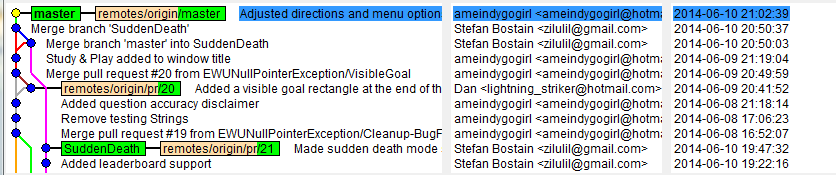 master remotes/origin/master Adjusted directions and menu option ameindygogirl <ameindygogirl@hotma 2014-06-10 21:02:39
Merge branch 'SuddenDeath' Stefan Bostain <zilulil@gmail.com> 2014-06-10 20:50:37
Merge branch 'master' into SuddenDeath Stefan Bostain <zilulil@gmail.com> 2014-06-10 20:50:03
Study & Play added to window title ameindygogirl <ameindygogirl@hotma 2014-06-09 21:19:04
Merge pull request #20 from EWUNullPointerException/VisibleGoal ameindygogirl <ameindygogirl@hotma 2014-06-09 20:49:59
remotes/origin/pr/20 Added a visible goal rectangle at the end of th Dan <lightning_striker@hotmail.com> 2014-06-09 20:41:52
Added question accuracy disclaimer ameindygogirl <ameindygogirl@hotma 2014-06-08 21:18:14
Remove testing Strings ameindygogirl <ameindygogirl@hotma 2014-06-08 17:06:23
Merge pull request #19 from EWUNullPointerException/Cleanup-BugF ameindygogirl <ameindygogirl@hotma 2014-06-08 16:52:07
SuddenDeath remotes/origin/pr/21 Made sudden death mode Stefan Bostain <zilulil@gmail.com> 2014-06-10 19:47:32
Added leaderboard support Stefan Bostain <zilulil@gmail.com> 2014-06-10 19:22:16